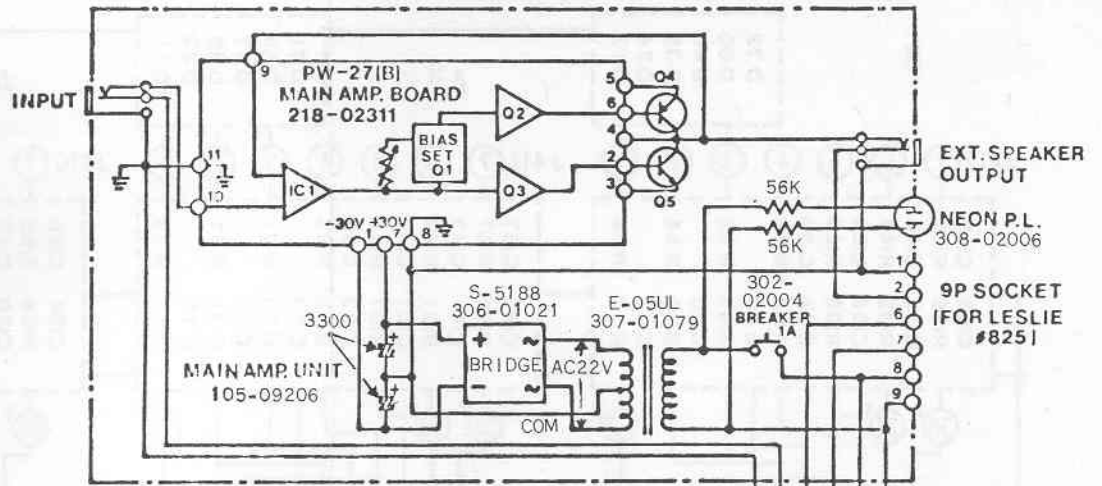 INPUT
PW-27(B)
MAIN AMP. BOARD
218-02311
9
11
10
IC1
BIAS
SET
Q1
Q2
Q3
5
6
4
2
3
Q4
Q5
-30V +30V
1
7
8
EXT. SPEAKER
OUTPUT
56K
56K
NEON P.L.
308-02006
1
2
6
7
8
9
9P SOCKET
(FOR LESLIE
#825)
302-
02004
BREAKER
1A
E-05UL
307-01079
S-5188
306-01021
+
~
BRIDGE
-
~
AC22V
COM
3300
MAIN AMP. UNIT
105-09206